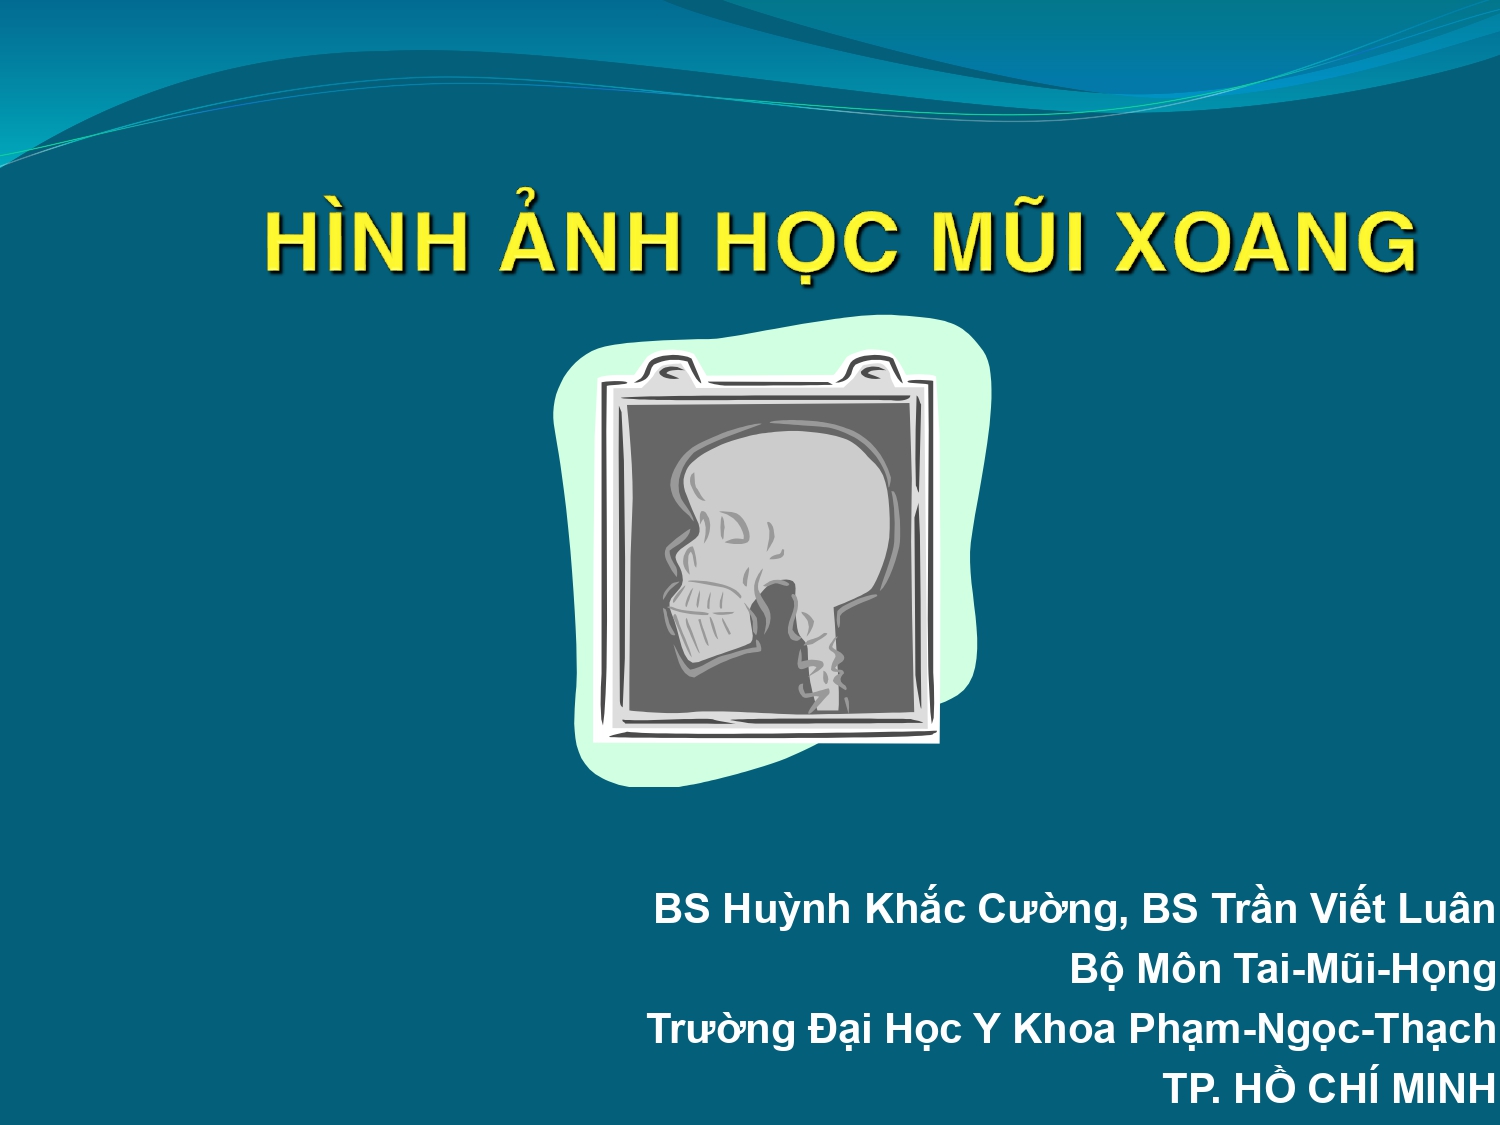 HÌNH ẢNH HỌC MŨI XOANG
BS Huỳnh Khắc Cường, BS Trần Viết Luân
Bộ Môn Tai-Mũi-Họng
Trường Đại Học Y Khoa Phạm-Ngọc-Thạch
TP. HỒ CHÍ MINH